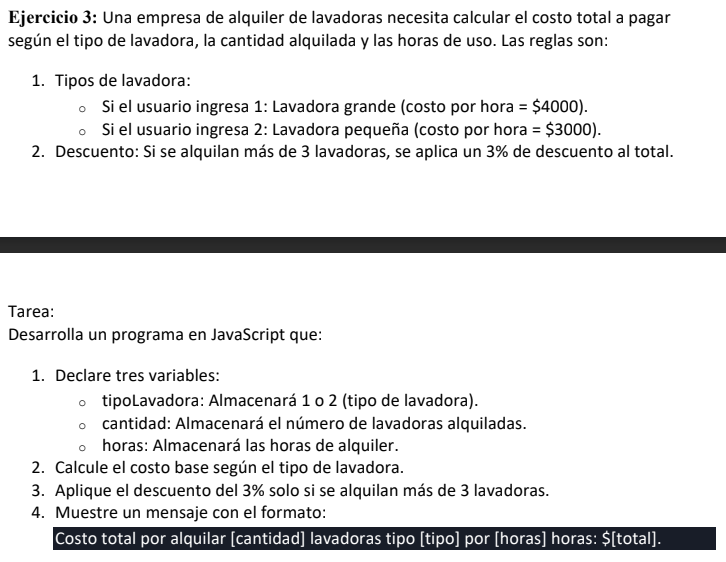 Ejercicio 3: Una empresa de alquiler de lavadoras necesita calcular el costo total a pagar
según el tipo de lavadora, la cantidad alquilada y las horas de uso. Las reglas son:
1. Tipos de lavadora:
o Si el usuario ingresa 1: Lavadora grande (costo por hora = $4000).
o Si el usuario ingresa 2: Lavadora pequeña (costo por hora = $3000).
2. Descuento: Si se alquilan más de 3 lavadoras, se aplica un 3% de descuento al total.
Tarea:
Desarrolla un programa en JavaScript que:
1. Declare tres variables:
o tipoLavadora: Almacenará 1 o 2 (tipo de lavadora).
o cantidad: Almacenará el número de lavadoras alquiladas.
o horas: Almacenará las horas de alquiler.
2. Calcule el costo base según el tipo de lavadora.
3. Aplique el descuento del 3% solo si se alquilan más de 3 lavadoras.
4. Muestre un mensaje con el formato:
Costo total por alquilar [cantidad] lavadoras tipo [tipo] por [horas] horas: $[total].